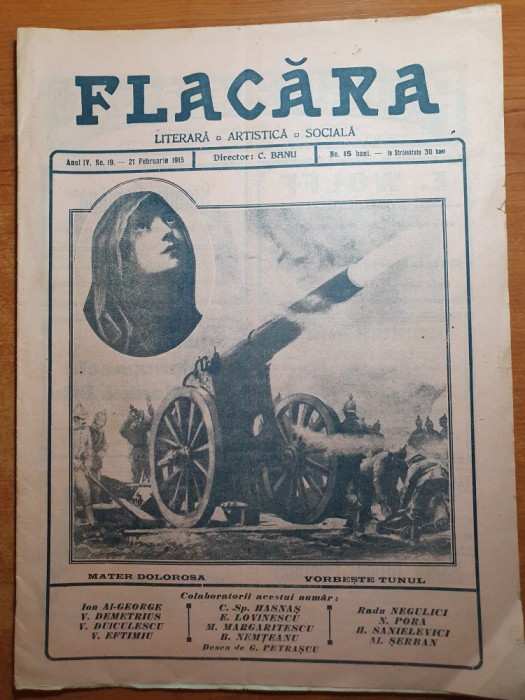 FLACĂRA
LITERARĂ ▫ ARTISTICĂ ▫ SOCIALĂ
Anul IV, No. 19. — 21 Februarie 1915
Director: C. BANU
No. 15 bani. — In Străinătate 30 bani
MATER DOLOROSA
VORBEȘTE TUNUL
Colaboratorii acestui număr:
Ion Al-GEORGE
V. DEMETRIUS
V. DUICULESCU
V. EFTIMIU
C. Sp. HASNAȘ
E. LOVINESCU
M. MARGARITESCU
B. NEMȚEANU
Radu NEGULICI
N. PORA
H. SANIELEVICI
M. ȘERBAN
Desen de G. PETRAȘCU